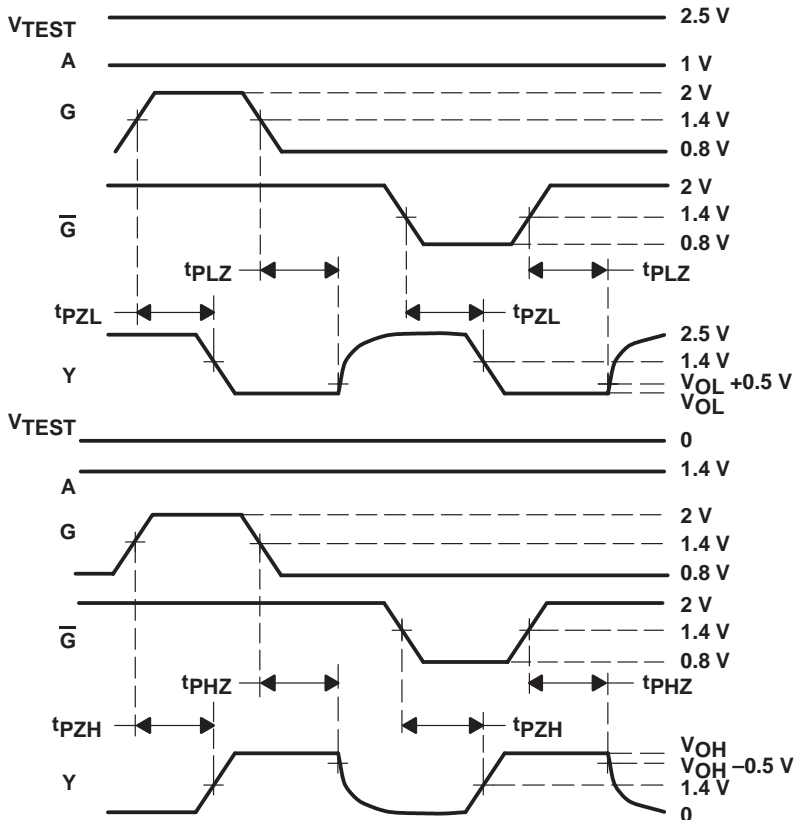 VTEST 2.5 V
A 1 V
2 V
G 1.4 V
0.8 V
2 V
G 1.4 V
0.8 V
tPLZ tPLZ
tPZL tPZL
2.5 V
1.4 V
Y VOL +0.5 V
VOL
VTEST 0
A 1.4 V
2 V
G 1.4 V
0.8 V
2 V
G 1.4 V
0.8 V
tPHZ tPHZ
tPZH tPZH
VOH
VOH –0.5 V
Y 1.4 V
0